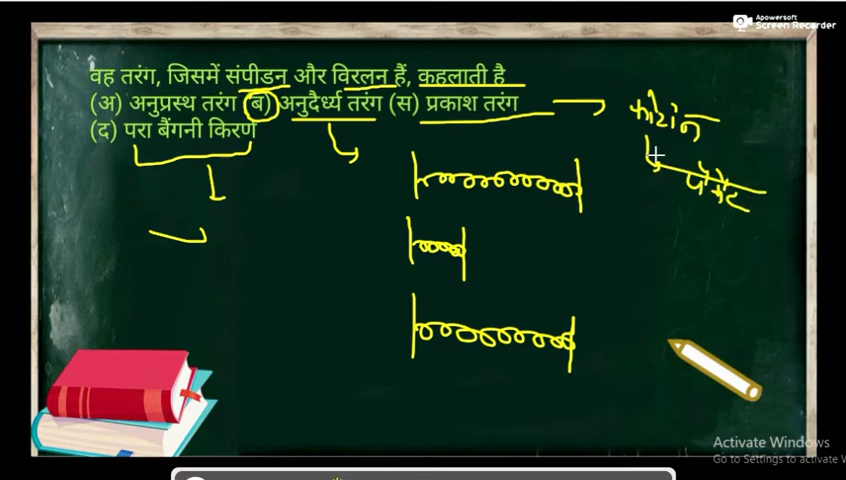 Apowersoft
Screen Recorder
वह तरंग, जिसमें संपीडन और विरलन हैं, कहलाती है
(अ) अनुप्रस्थ तरंग (ब) अनुदैर्ध्य तरंग (स) प्रकाश तरंग
(द) परा बैंगनी किरण
Activate Windows
Go to Settings to activate W